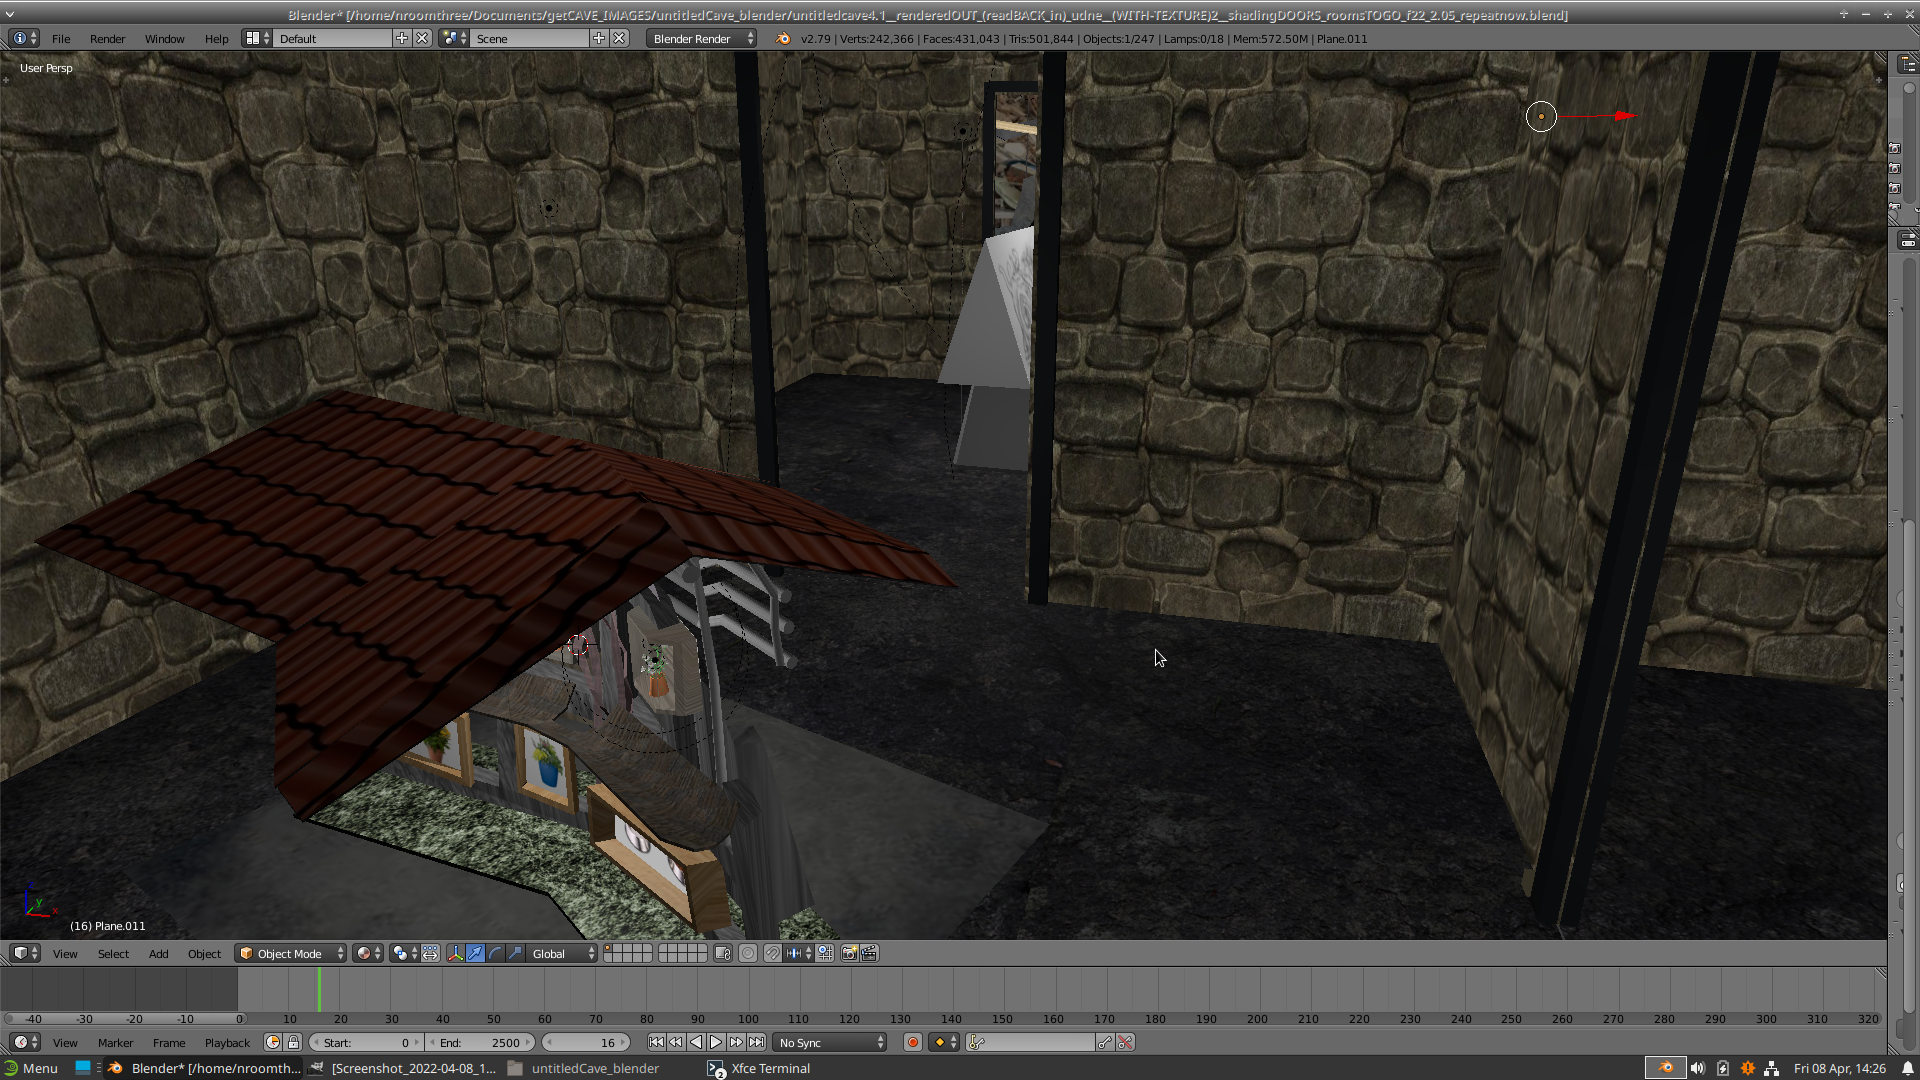 Blender* [/home/nroomthree/Documents/getCAVE_IMAGES/untitledCave_blender/untitledcave4.1__renderedOUT_(readBACK_in)_udne__(WITH-TEXTURE)2__shadingDOORS_roomsTOGO_f22_2.05_repeatnow.blend]
File Render Window Help Default Scene Blender Render v2.79 | Verts:242,366 | Faces:431,043 | Tris:501,844 | Objects:1/247 | Lamps:0/18 | Mem:572.50M | Plane.011
User Persp
y x
(16) Plane.011
View Select Add Object Object Mode Global
-40 -30 -20 -10 0 10 20 30 40 50 60 70 80 90 100 110 120 130 140 150 160 170 180 190 200 210 220 230 240 250 260 270 280 290 300 310 320
View Marker Frame Playback Start: 0 End: 2500 16 No Sync
Menu Blender* [/home/nroomth... [Screenshot_2022-04-08_1... untitledCave_blender 2 Xfce Terminal Fri 08 Apr, 14:26